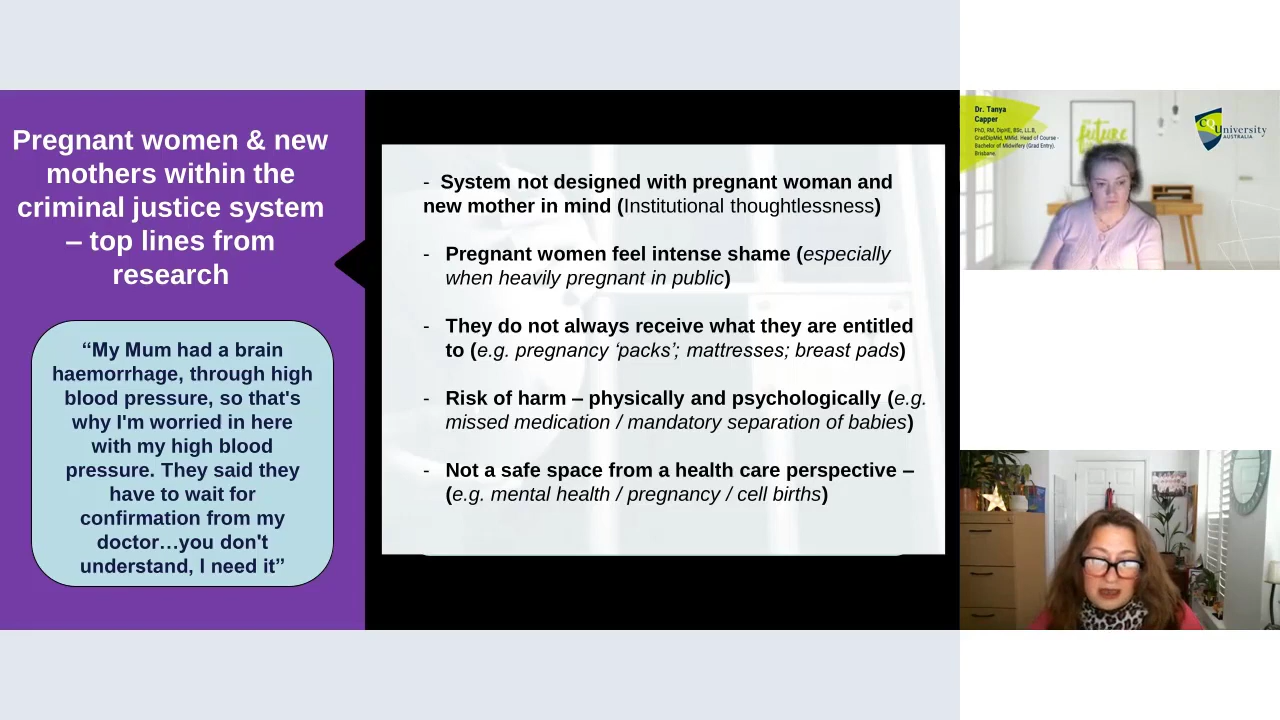 Pregnant women & new
mothers within the
criminal justice system
– top lines from
research
“My Mum had a brain
haemorrhage, through high
blood pressure, so that's
why I'm worried in here
with my high blood
pressure. They said they
have to wait for
confirmation from my
doctor…you don't
understand, I need it”
- System not designed with pregnant woman and
new mother in mind (Institutional thoughtlessness)
- Pregnant women feel intense shame (especially
when heavily pregnant in public)
- They do not always receive what they are entitled
to (e.g. pregnancy ‘packs’; mattresses; breast pads)
- Risk of harm – physically and psychologically (e.g.
missed medication / mandatory separation of babies)
- Not a safe space from a health care perspective –
(e.g. mental health / pregnancy / cell births)
Dr. Tanya
Capper
PhD, RM, DipHE, BSc, LL.B,
GradDipMid, MMid. Head of Course -
Bachelor of Midwifery (Grad Entry).
Brisbane.
future
CQUniversity
AUSTRALIA